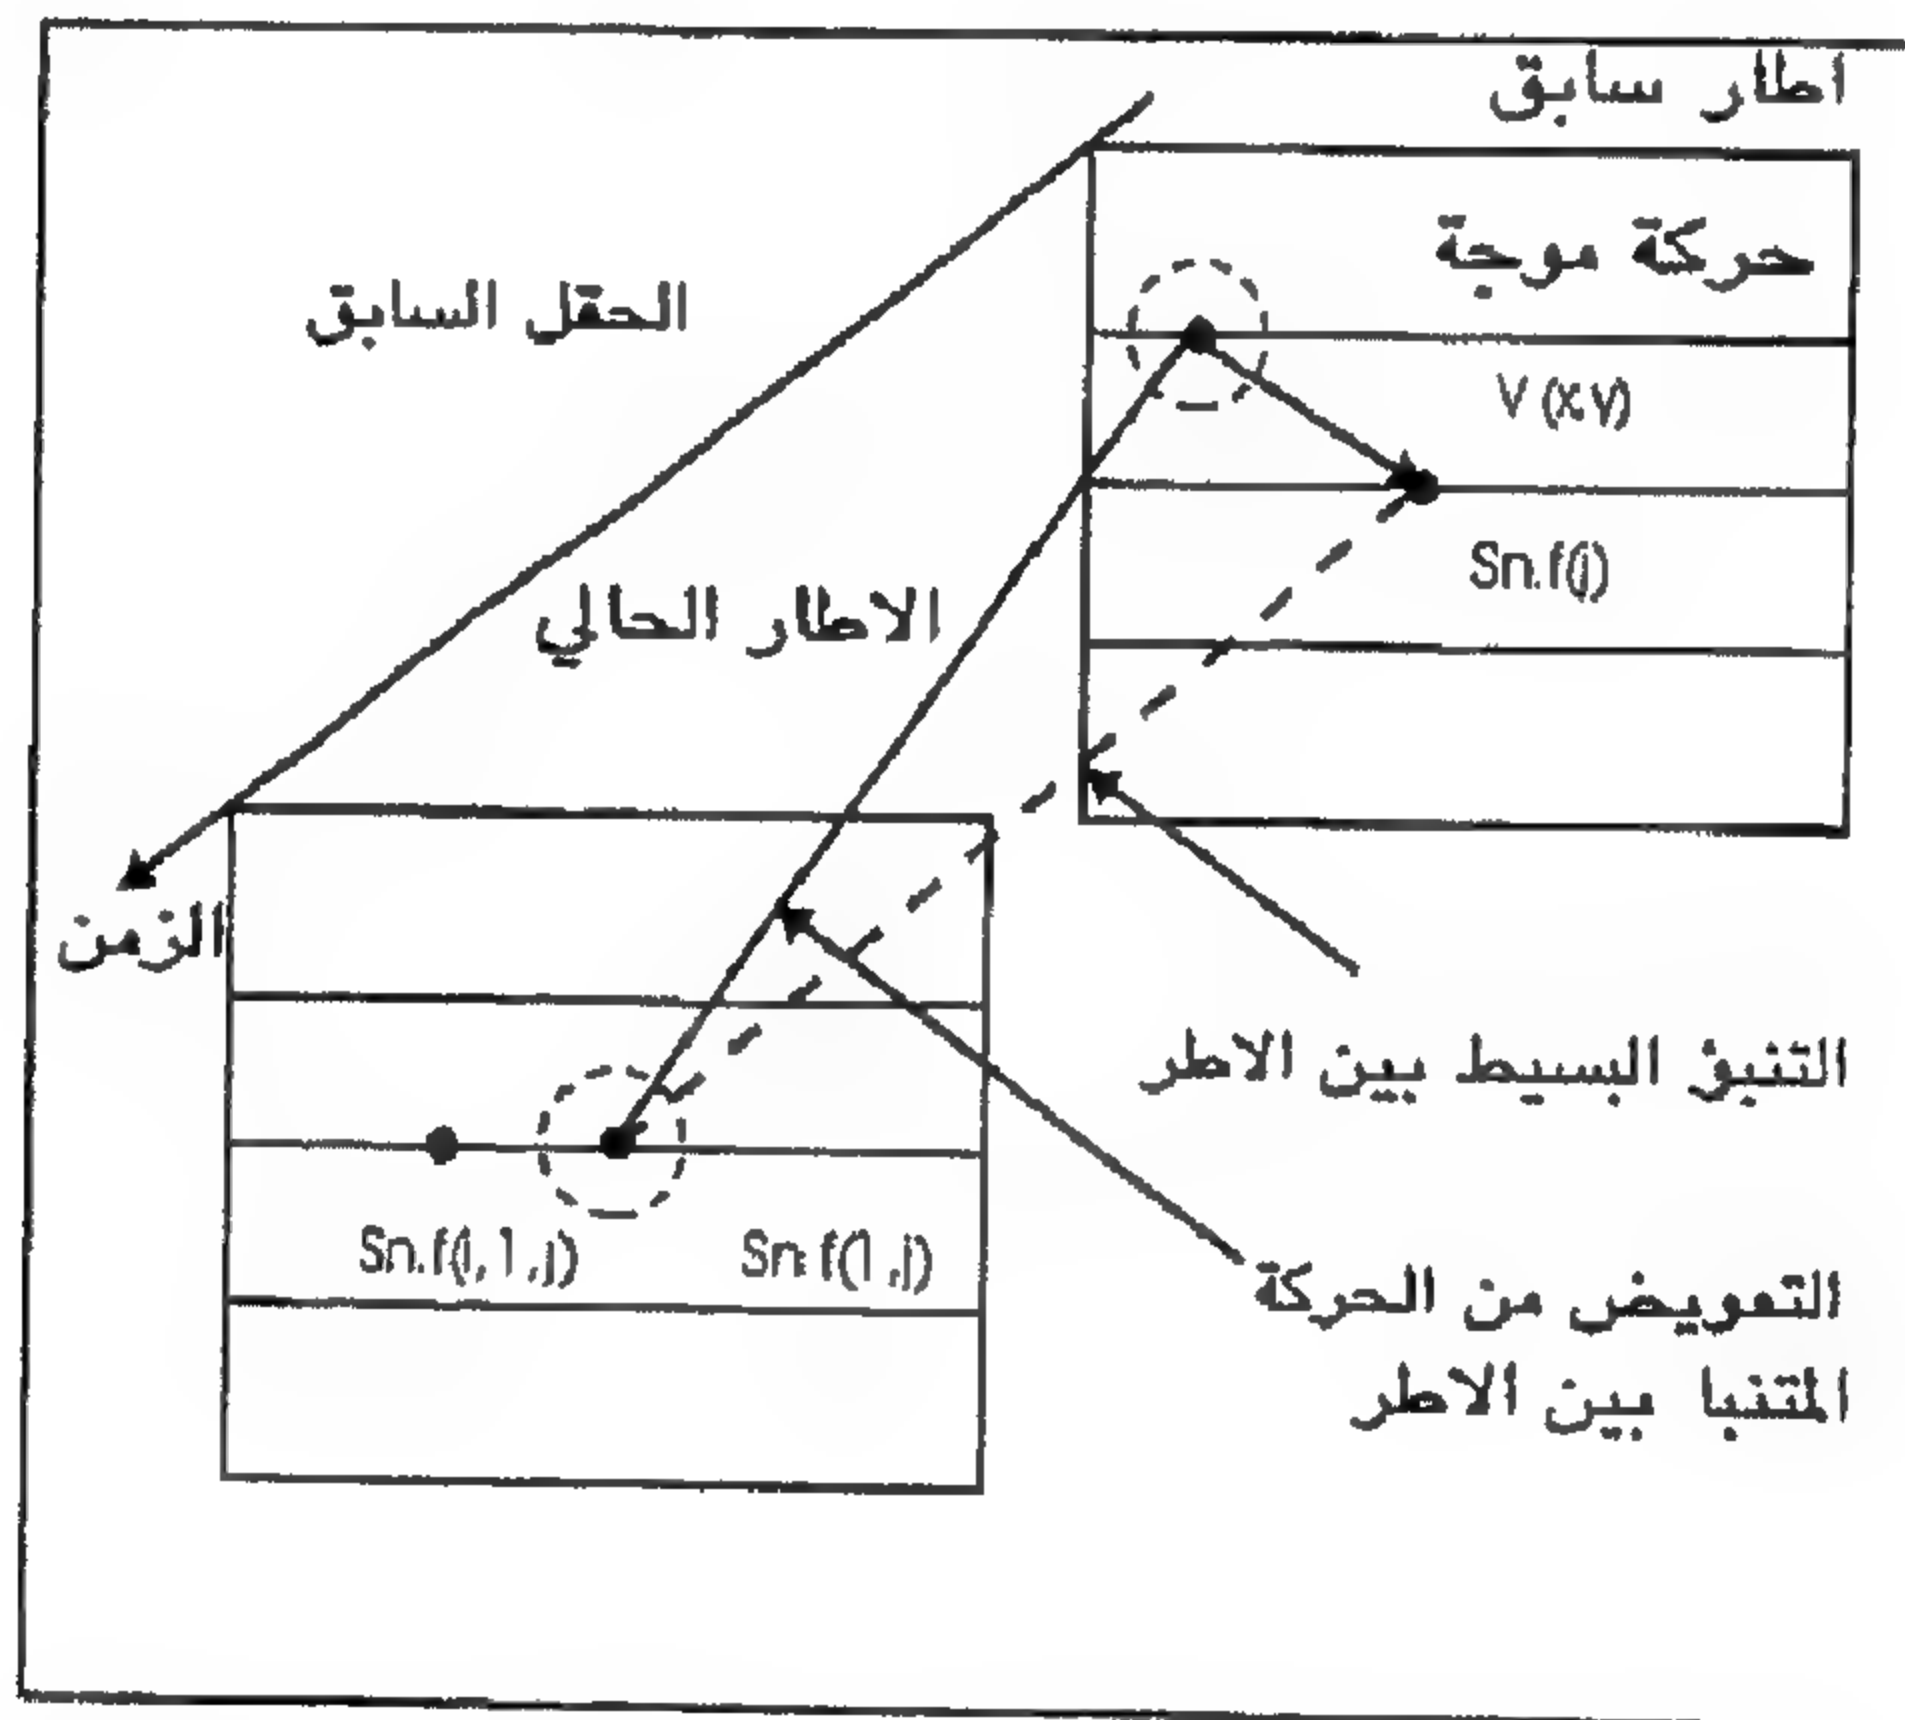 اطار سابق
حركة موجة
الحقل السابق
V (x,y)
Sn.f(j)
الاطار الحالي
الزمن
التنبؤ البسيط بين الاطر
Sn.f(i,1,j)
Sn.f(1,j)
التعويض من الحركة
المتنبا بين الاطر